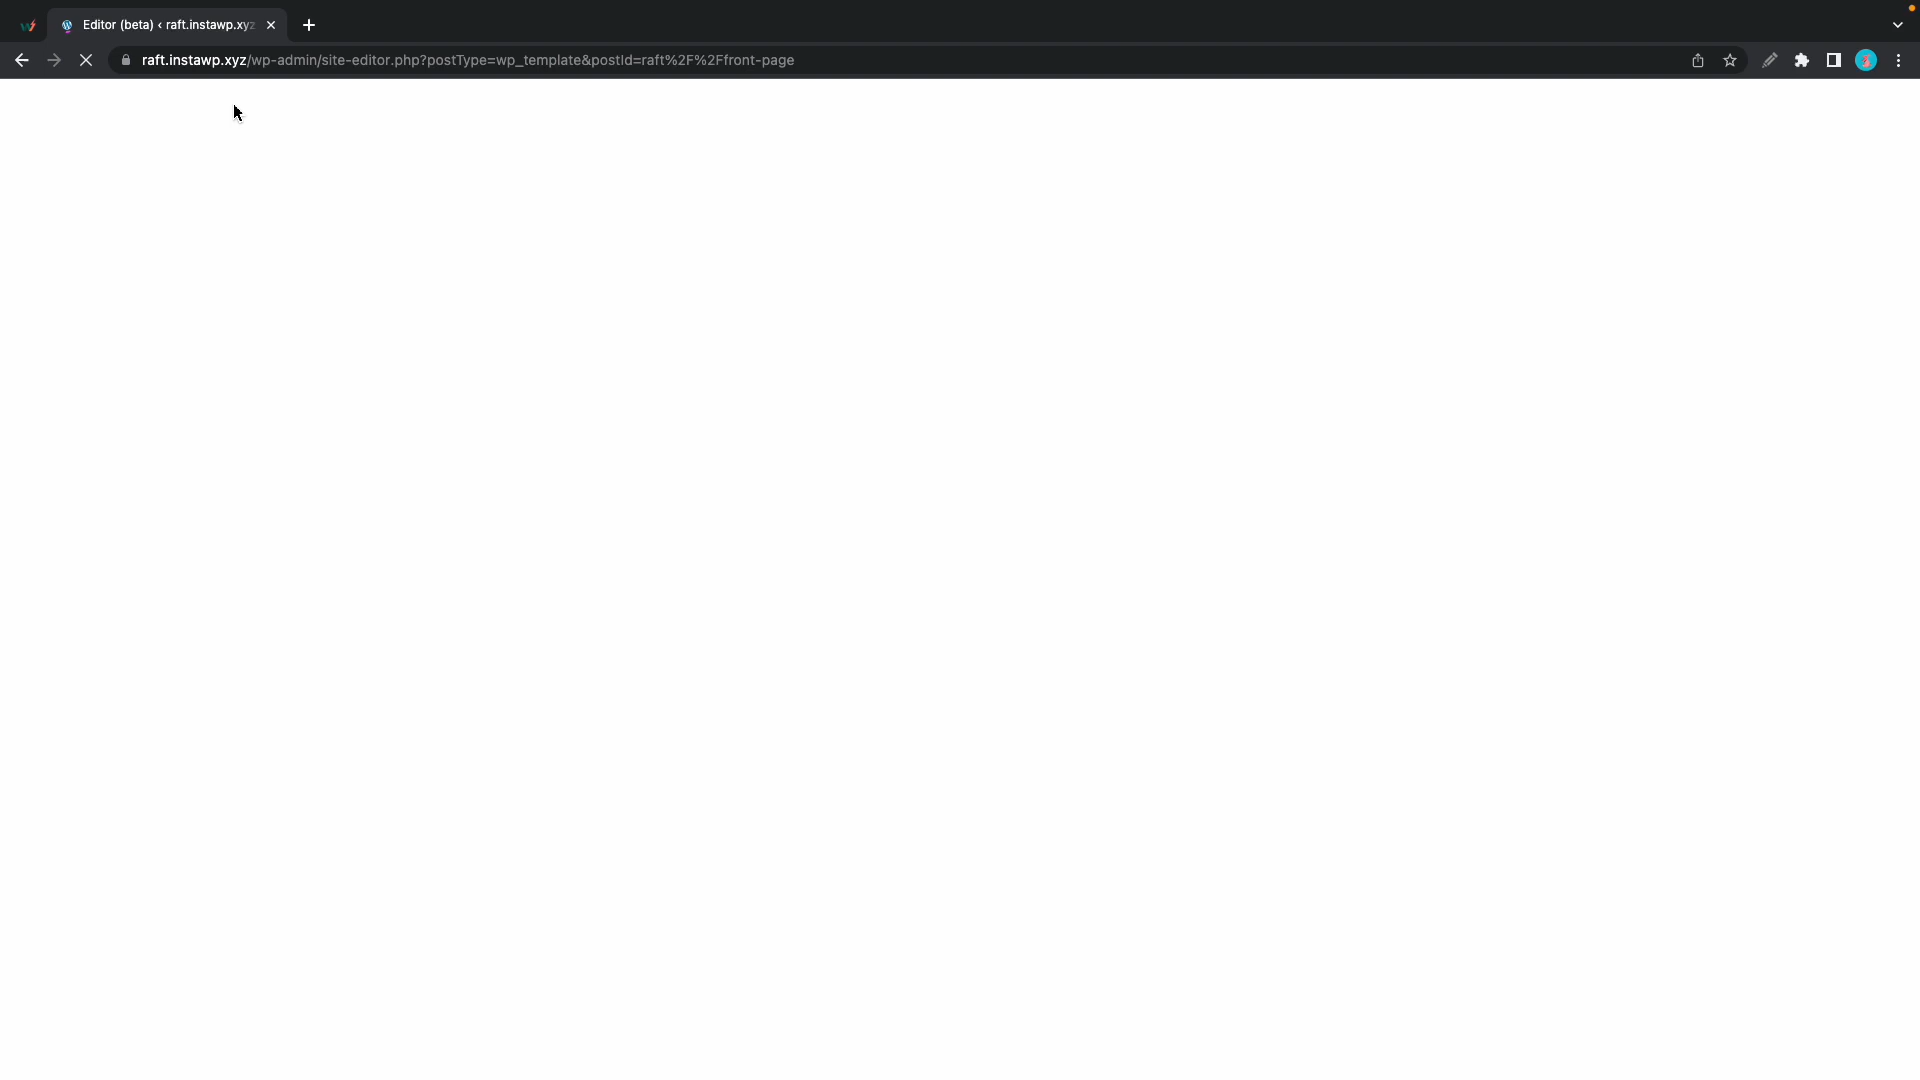 Editor (beta) ‹ raft.instawp.xyz
raft.instawp.xyz/wp-admin/site-editor.php?postType=wp_template&postId=raft%2F%2Ffront-page